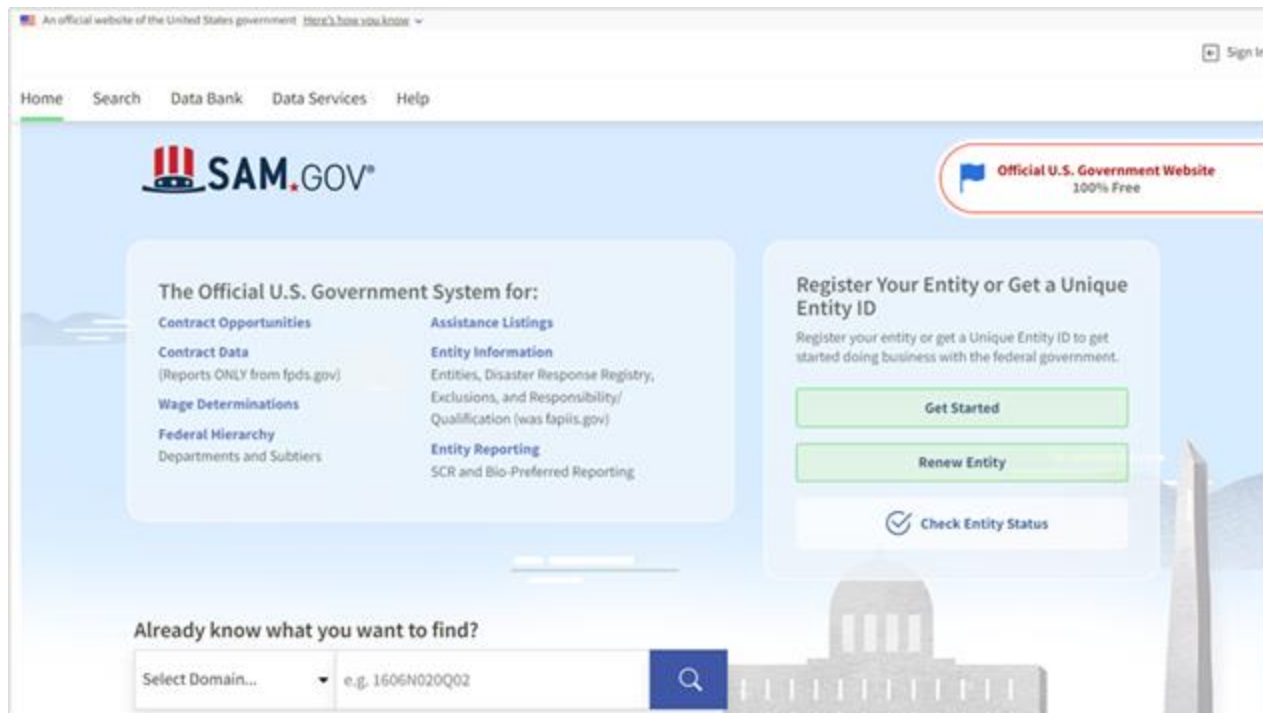 An official website of the United States government Here's how you know
Sign In
Home Search Data Bank Data Services Help
SAM.GOV®
Official U.S. Government Website
100% Free
The Official U.S. Government System for:
Contract Opportunities
Contract Data
(Reports ONLY from fpds.gov)
Wage Determinations
Federal Hierarchy
Departments and Subtiers
Assistance Listings
Entity Information
Entities, Disaster Response Registry,
Exclusions, and Responsibility/
Qualification (was fapiis.gov)
Entity Reporting
SCR and Bio-Preferred Reporting
Register Your Entity or Get a Unique
Entity ID
Register your entity or get a Unique Entity ID to get
started doing business with the federal government.
Get Started
Renew Entity
Check Entity Status
Already know what you want to find?
Select Domain... e.g. 1606N020Q02